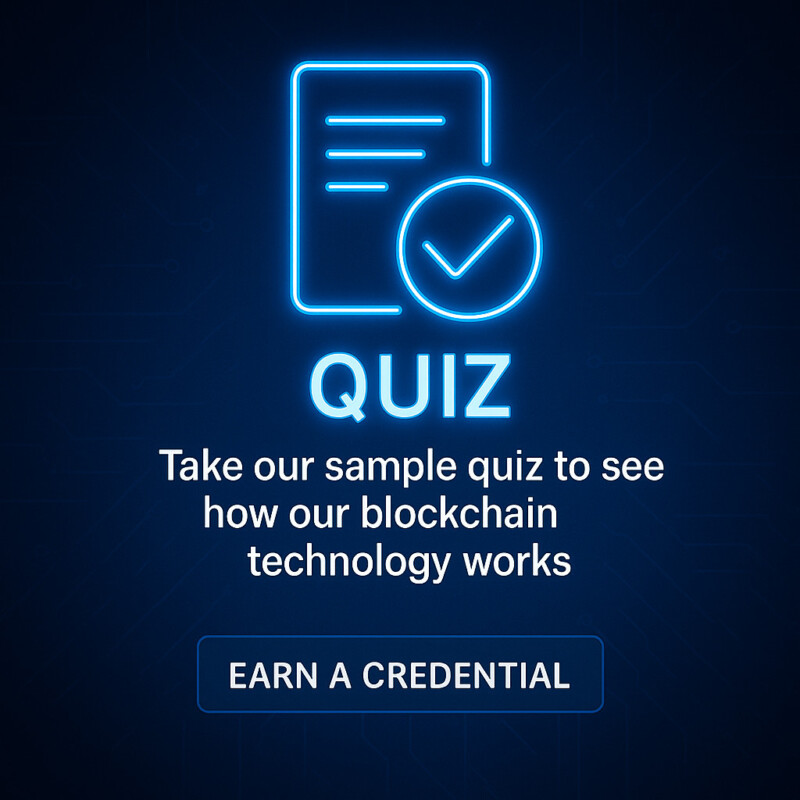 QUIZ
Take our sample quiz to see
how our blockchain
technology works
EARN A CREDENTIAL